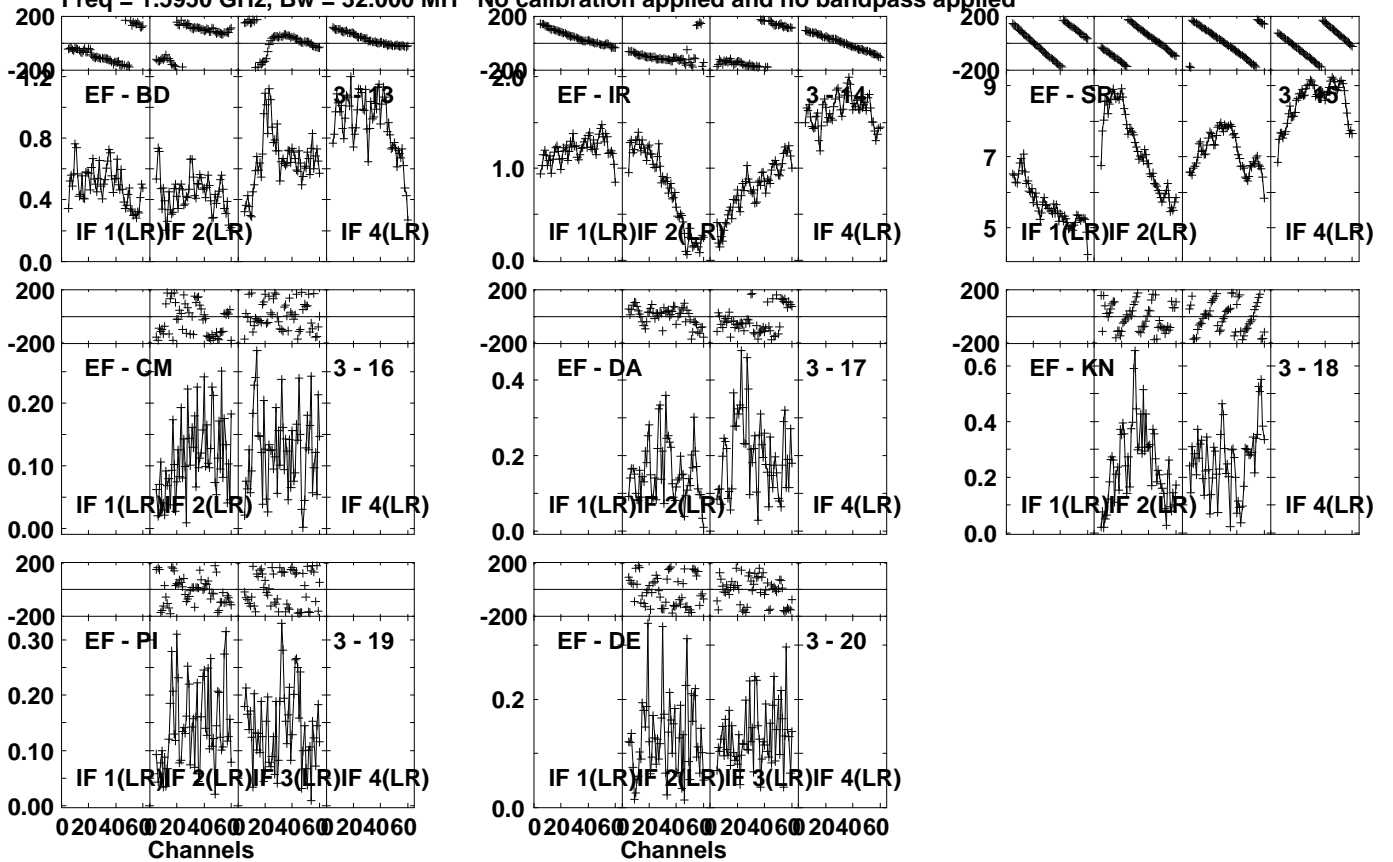 Freq = 1.5950 GHz, Bw = 32.000 MH No calibration applied and no bandpass applied
200
-200
EF - BD
3 - 13
1.2
0.8
0.4
0.0
IF 1(LR)
IF 2(LR)
IF 4(LR)
200
-200
EF - IR
3 - 14
2.0
1.0
0.0
IF 1(LR)
IF 2(LR)
IF 4(LR)
200
-200
EF - SR
3 - 15
9
7
5
IF 1(LR)
IF 2(LR)
IF 4(LR)
200
-200
EF - CM
3 - 16
0.20
0.10
0.00
IF 1(LR)
IF 2(LR)
IF 4(LR)
200
-200
EF - DA
3 - 17
0.4
0.2
0.0
IF 1(LR)
IF 2(LR)
IF 4(LR)
200
-200
EF - KN
3 - 18
0.6
0.4
0.2
0.0
IF 1(LR)
IF 2(LR)
IF 4(LR)
200
-200
EF - PI
3 - 19
0.30
0.20
0.10
0.00
IF 1(LR)
IF 2(LR)
IF 3(LR)
IF 4(LR)
0 20 40 60 0 20 40 60 0 20 40 60 0 20 40 60
Channels
200
-200
EF - DE
3 - 20
0.2
0.0
IF 1(LR)
IF 2(LR)
IF 3(LR)
IF 4(LR)
0 20 40 60 0 20 40 60 0 20 40 60 0 20 40 60
Channels